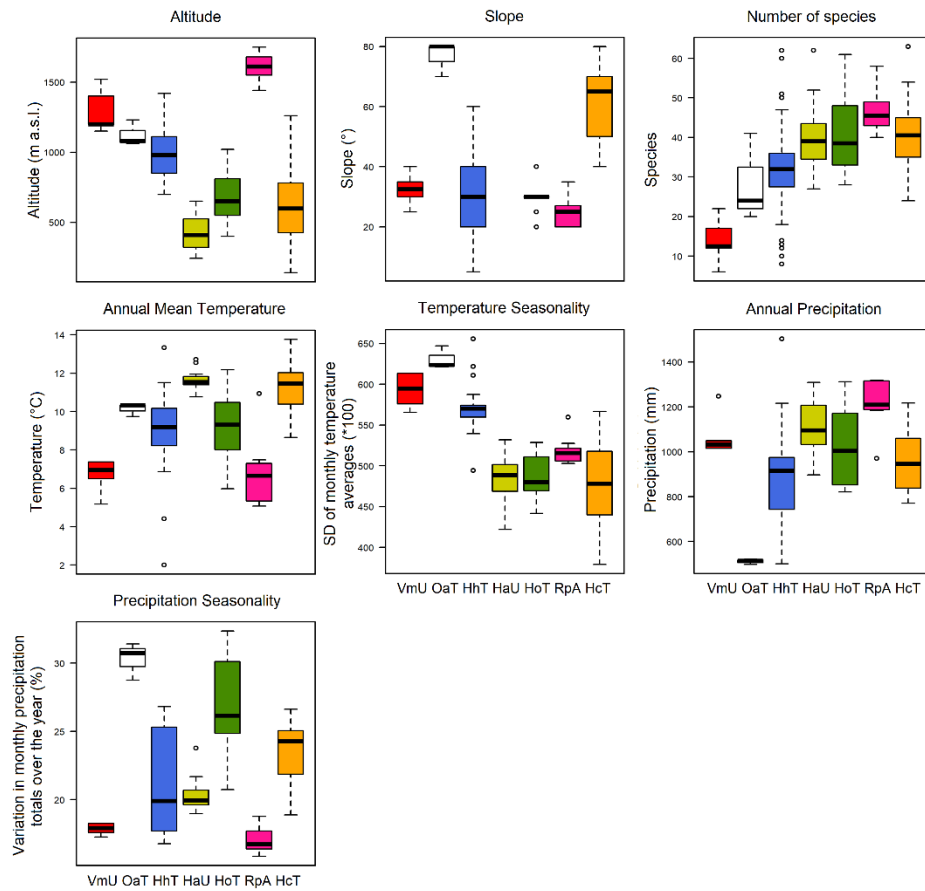 Altitude
Slope
Number of species
Altitude (m a.s.l.)
1500
1000
500
Slope (°)
80
60
40
20
Species
60
50
40
30
20
10
Annual Mean Temperature
Temperature Seasonality
Annual Precipitation
Temperature (°C)
14
12
10
8
6
4
2
SD of monthly temperature
averages (*100)
650
600
550
500
450
400
Precipitation (mm)
1400
1200
1000
800
600
VmU OaT HhT HaU HoT RpA HcT
VmU OaT HhT HaU HoT RpA HcT
Precipitation Seasonality
Variation in monthly precipitation
totals over the year (%)
30
25
20
VmU OaT HhT HaU HoT RpA HcT